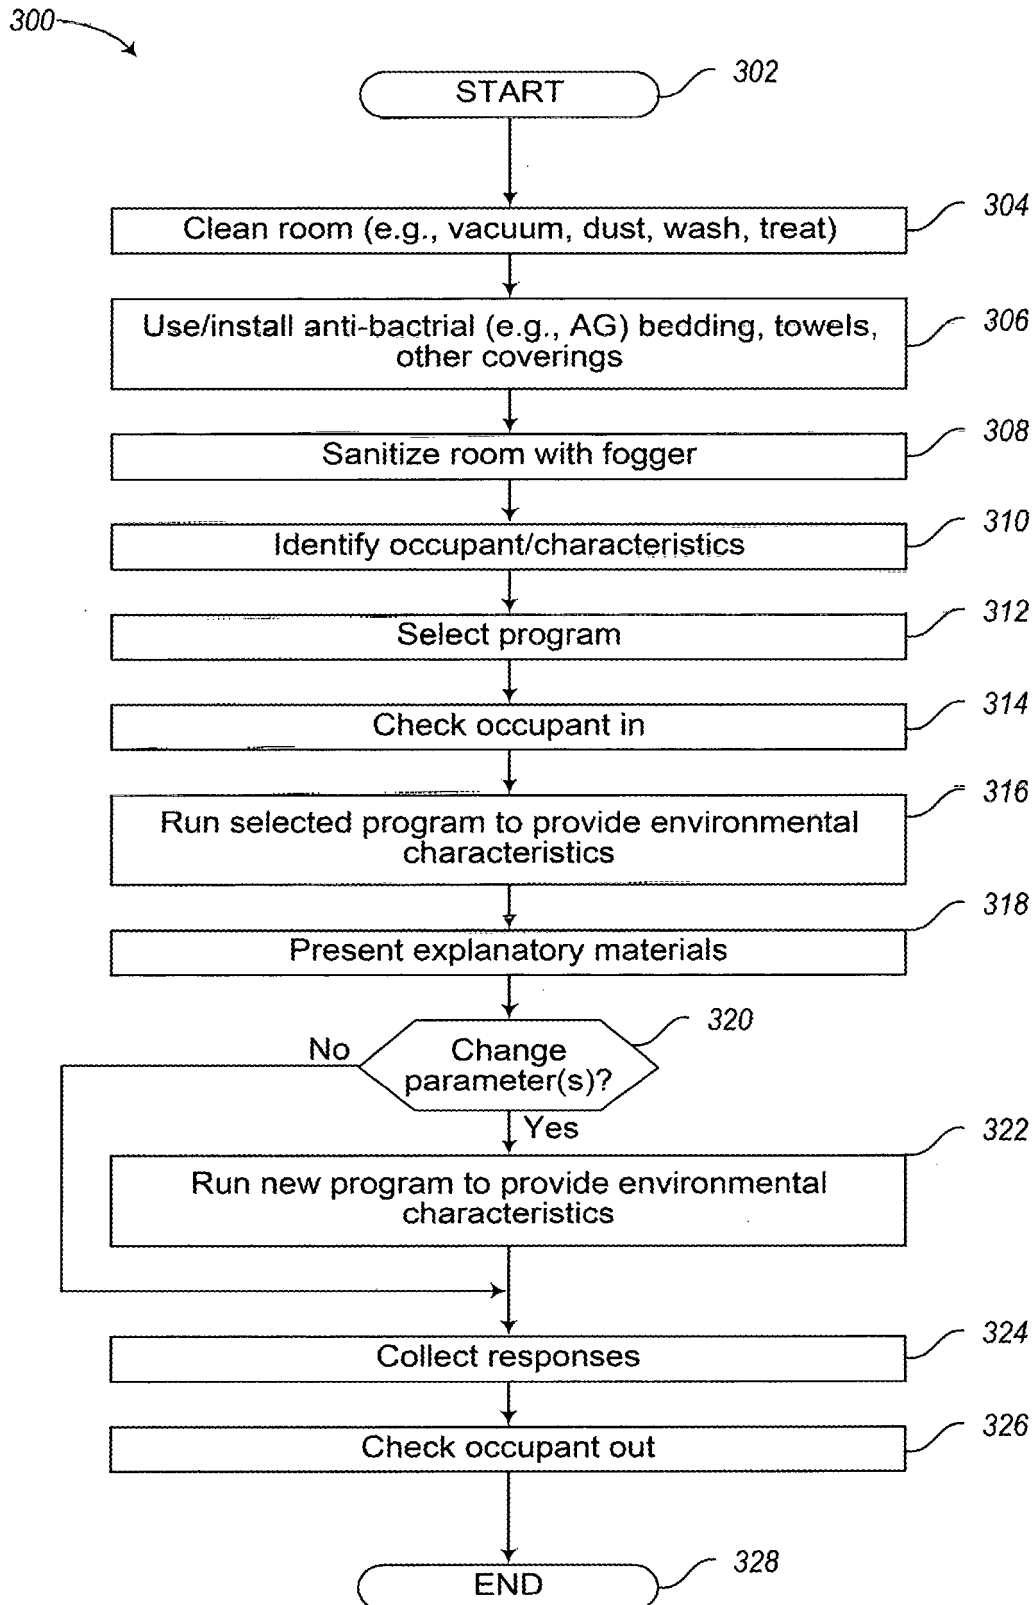 300
START
302
Clean room (e.g., vacuum, dust, wash, treat)
304
Use/install anti-bactrial (e.g., AG) bedding, towels,
other coverings
306
Sanitize room with fogger
308
Identify occupant/characteristics
310
Select program
312
Check occupant in
314
Run selected program to provide environmental
characteristics
316
Present explanatory materials
318
Change
parameter(s)?
320
No
Yes
Run new program to provide environmental
characteristics
322
Collect responses
324
Check occupant out
326
END
328